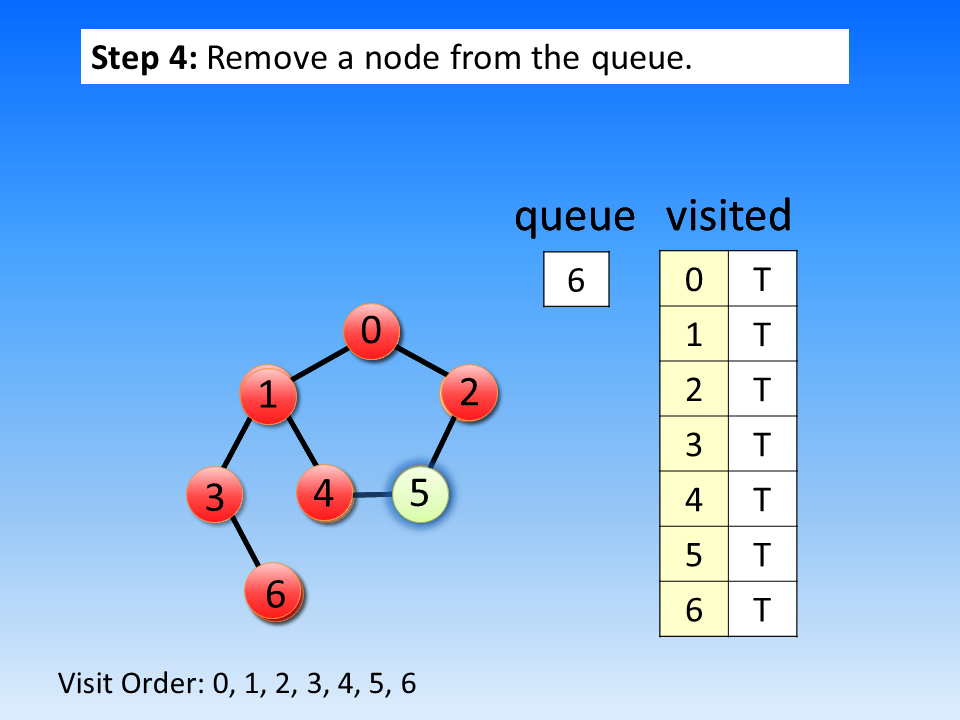 Step 4: Remove a node from the queue.
queue visited
6
0 T
1 T
2 T
3 T
4 T
5 T
6 T
0
1 2
3 4 5
6
Visit Order: 0, 1, 2, 3, 4, 5, 6